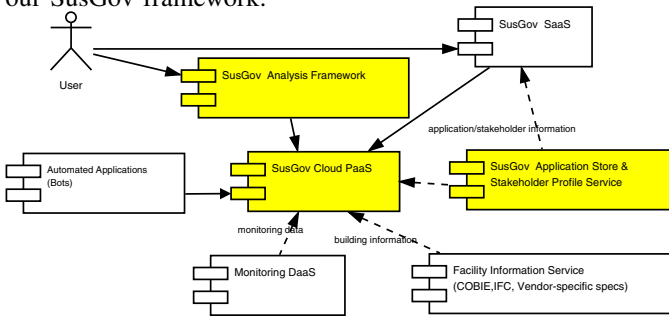 our SusGov framework.
SusGov SaaS
User
SusGov Analysis Framework
application/stakeholder information
Automated Applications
(Bots)
SusGov Cloud PaaS
SusGov Application Store &
Stakeholder Profile Service
monitoring data
building information
Monitoring DaaS
Facility Information Service
(COBIE,IFC, Vendor-specific specs)